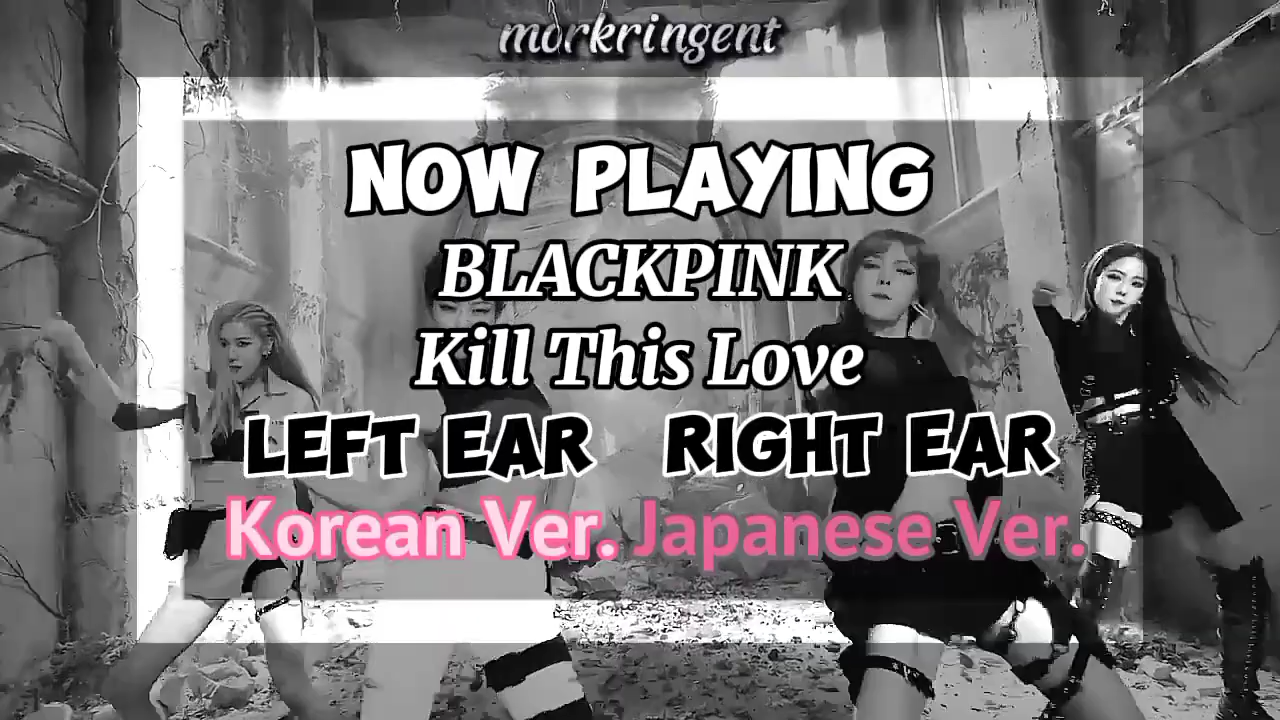 morkringent
NOW PLAYING
BLACKPINK
Kill This Love
LEFT EAR RIGHT EAR
Korean Ver. Japanese Ver.